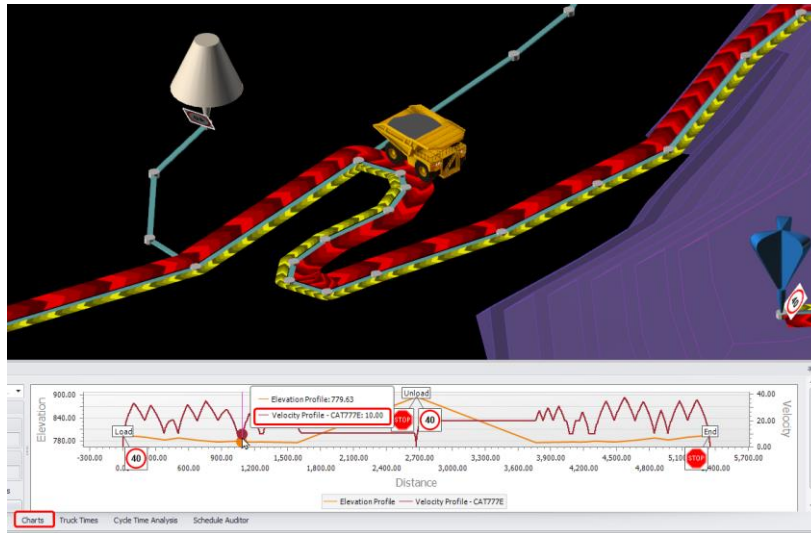 Elevation Profile: 779.63
Velocity Profile - CAT777E: 10.00
Unload
Load
End
STOP
40
40
STOP
Elevation
900.00
840.00
780.00
Velocity
40.00
20.00
0.00
-300.00
300.00
900.00
1,500.00
2,100.00
2,700.00
3,300.00
3,900.00
4,500.00
5,100.00
5,700.00
600.00
1,200.00
1,800.00
2,400.00
3,000.00
3,600.00
4,200.00
4,800.00
Distance
Elevation Profile
Velocity Profile - CAT777E
Charts
Truck Times
Cycle Time Analysis
Schedule Auditor